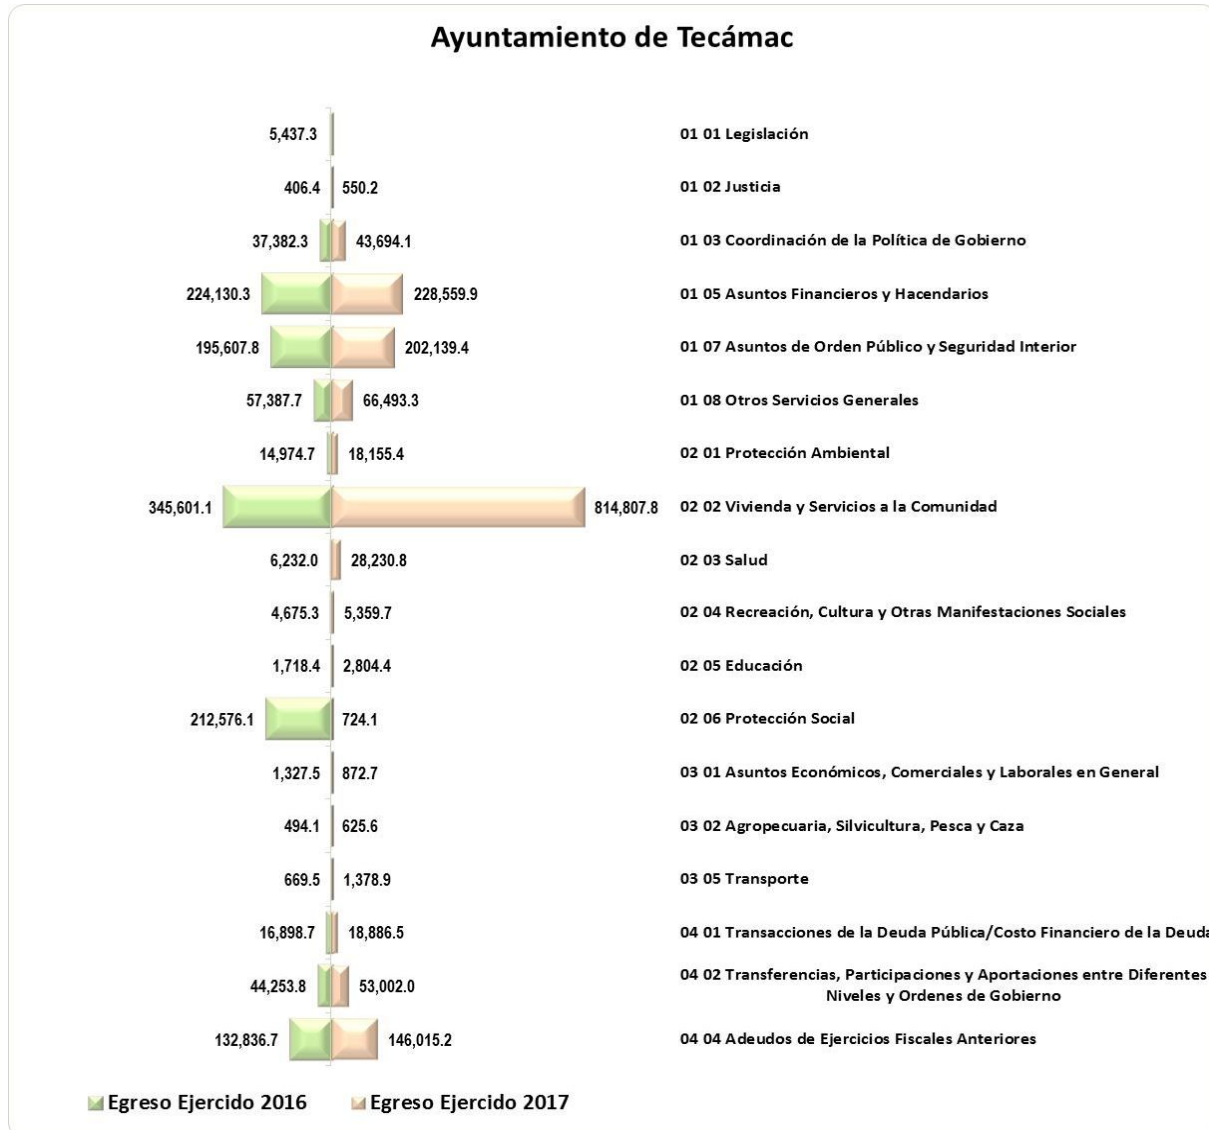 Ayuntamiento de Tecámac
5,437.3 01 01 Legislación
406.4 550.2 01 02 Justicia
37,382.3 43,694.1 01 03 Coordinación de la Política de Gobierno
224,130.3 228,559.9 01 05 Asuntos Financieros y Hacendarios
195,607.8 202,139.4 01 07 Asuntos de Orden Público y Seguridad Interior
57,387.7 66,493.3 01 08 Otros Servicios Generales
14,974.7 18,155.4 02 01 Protección Ambiental
345,601.1 814,807.8 02 02 Vivienda y Servicios a la Comunidad
6,232.0 28,230.8 02 03 Salud
4,675.3 5,359.7 02 04 Recreación, Cultura y Otras Manifestaciones Sociales
1,718.4 2,804.4 02 05 Educación
212,576.1 724.1 02 06 Protección Social
1,327.5 872.7 03 01 Asuntos Económicos, Comerciales y Laborales en General
494.1 625.6 03 02 Agropecuaria, Silvicultura, Pesca y Caza
669.5 1,378.9 03 05 Transporte
16,898.7 18,886.5 04 01 Transacciones de la Deuda Pública/Costo Financiero de la Deuda
44,253.8 53,002.0 04 02 Transferencias, Participaciones y Aportaciones entre Diferentes
Niveles y Ordenes de Gobierno
132,836.7 146,015.2 04 04 Adeudos de Ejercicios Fiscales Anteriores
Egreso Ejercido 2016 Egreso Ejercido 2017